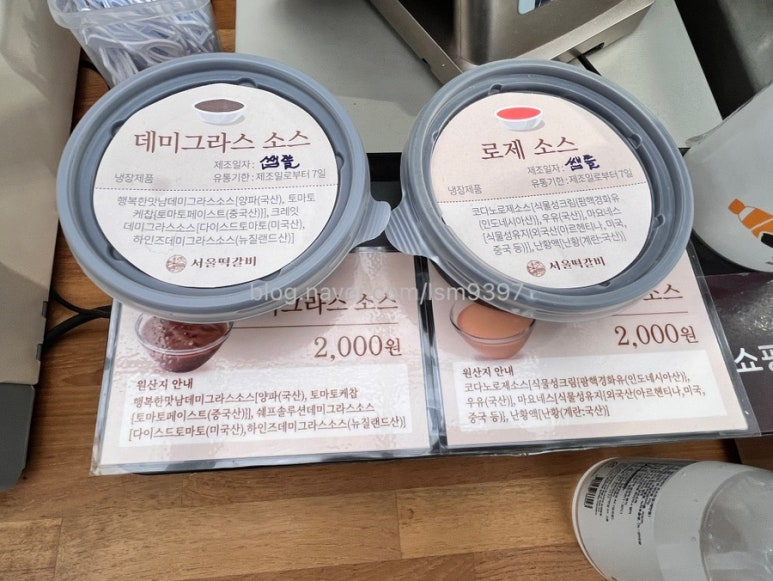 데미그라스 소스
제조일자 : 샘플
냉장제품
유통기한 : 제조일로부터 7일
행복한맛남데미그라스소스[양파(국산), 토마토
케찹{토마토페이스트(중국산)}], 크레잇
데미그라스소스[다이스드토마토(미국산),
하인즈데미그라스소스(뉴질랜드산)]
서울떡갈비
로제 소스
제조일자 : 샘플
냉장제품
유통기한 : 제조일로부터 7일
코다노로제소스[식물성크림{팜핵경화유
(인도네시아산)}, 우유(국산), 마요네스
{식물성유지[외국산(아르헨티나,미국,
중국 등)], 난황액[난황(계란:국산)]
서울떡갈비
blog.naver.com/lsm9397
그라스 소스
2,000원
원산지 안내
행복한맛남데미그라스소스[양파(국산), 토마토케찹
{토마토페이스트(중국산)}], 쉐프솔루션데미그라스소스
[다이스드토마토(미국산),하인즈데미그라스소스(뉴질랜드산)]
소스
2,000원
원산지 안내
코다노로제소스[식물성크림{팜핵경화유(인도네시아산)},
우유(국산), 마요네스{식물성유지[외국산(아르헨티나,미국,
중국 등)], 난황액[난황(계란:국산)]
쇼핑